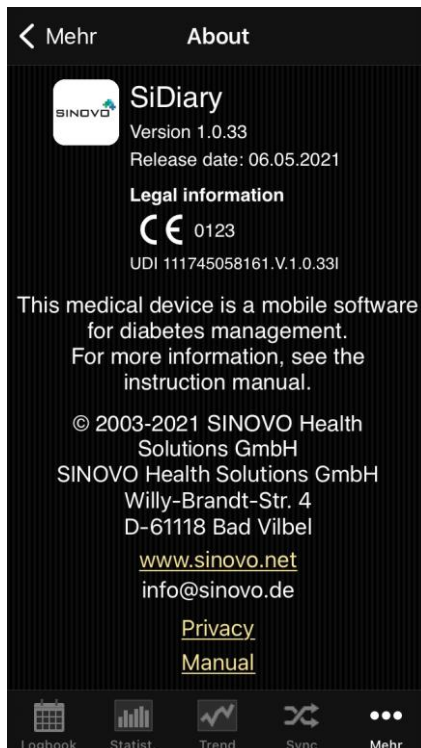 Mehr
About
SINOVO
SiDiary
Version 1.0.33
Release date: 06.05.2021
Legal information
CE 0123
UDI 111745058161.V.1.0.33I
This medical device is a mobile software
for diabetes management.
For more information, see the
instruction manual.
© 2003-2021 SINOVO Health
Solutions GmbH
SINOVO Health Solutions GmbH
Willy-Brandt-Str. 4
D-61118 Bad Vilbel
www.sinovo.net
info@sinovo.de
Privacy
Manual
Logbook
Statist.
Trend
Sync
Mehr